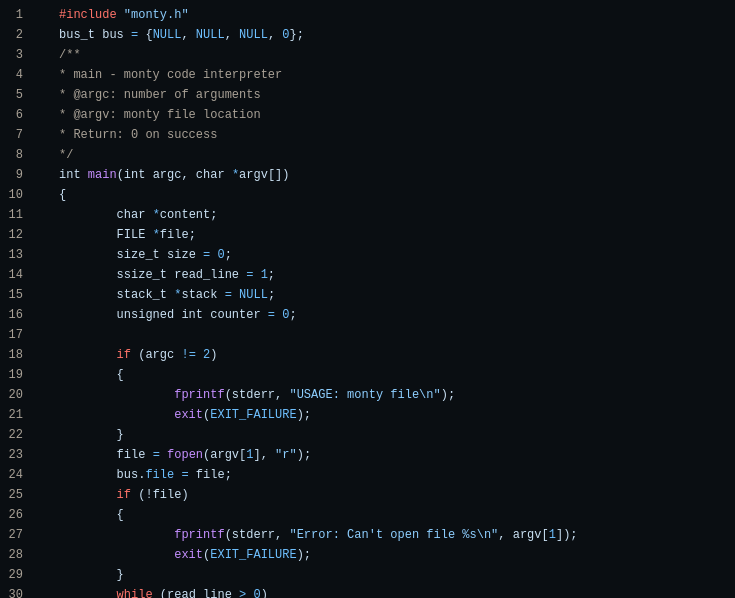 1 #include "monty.h"
2 bus_t bus = {NULL, NULL, NULL, 0};
3 /**
4 * main - monty code interpreter
5 * @argc: number of arguments
6 * @argv: monty file location
7 * Return: 0 on success
8 */
9 int main(int argc, char *argv[])
10 {
11 char *content;
12 FILE *file;
13 size_t size = 0;
14 ssize_t read_line = 1;
15 stack_t *stack = NULL;
16 unsigned int counter = 0;
17
18 if (argc != 2)
19 {
20 fprintf(stderr, "USAGE: monty file\n");
21 exit(EXIT_FAILURE);
22 }
23 file = fopen(argv[1], "r");
24 bus.file = file;
25 if (!file)
26 {
27 fprintf(stderr, "Error: Can't open file %s\n", argv[1]);
28 exit(EXIT_FAILURE);
29 }
30 while (read_line > 0)